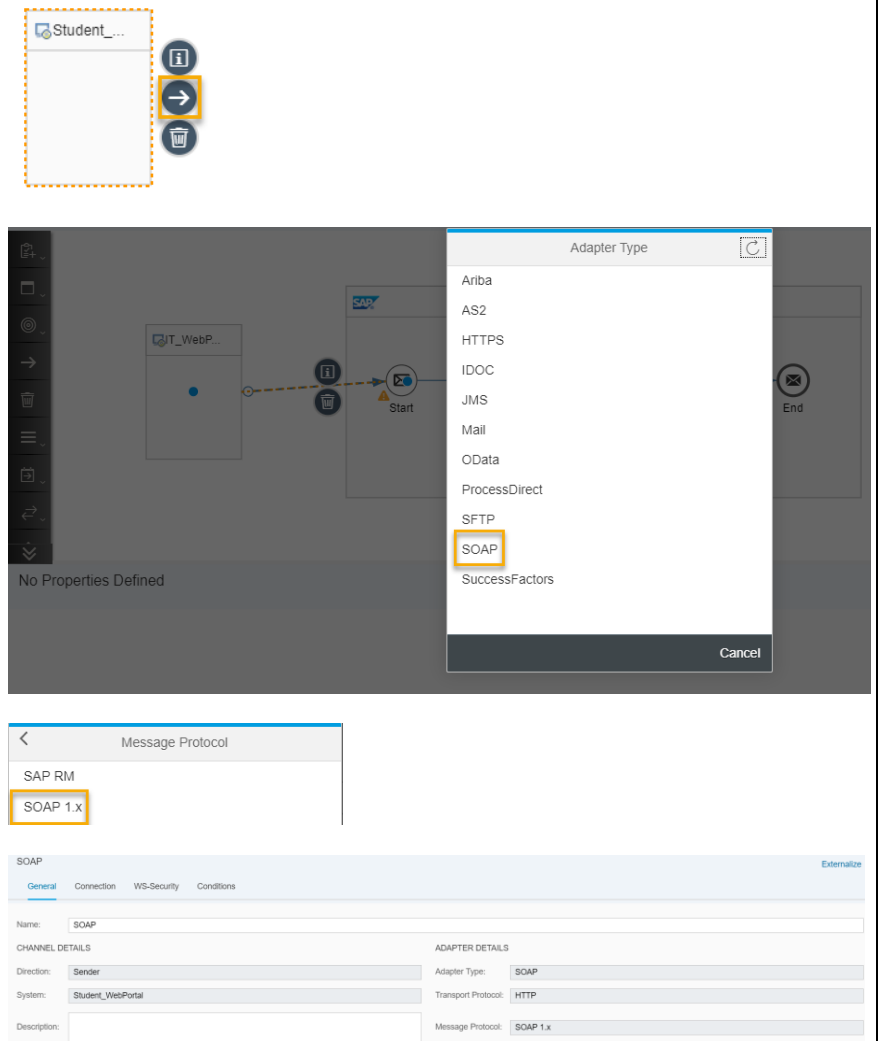 Student_...
Adapter Type
Ariba
AS2
HTTPS
IDOC
JMS
Mail
OData
ProcessDirect
SFTP
SOAP
SuccessFactors
Cancel
SAP
IT_WebP...
Start
End
No Properties Defined
Message Protocol
SAP RM
SOAP 1.x
SOAP
Externalize
General Connection WS-Security Conditions
Name: SOAP
CHANNEL DETAILS
ADAPTER DETAILS
Direction: Sender
Adapter Type: SOAP
System: Student_WebPortal
Transport Protocol: HTTP
Description:
Message Protocol: SOAP 1.x